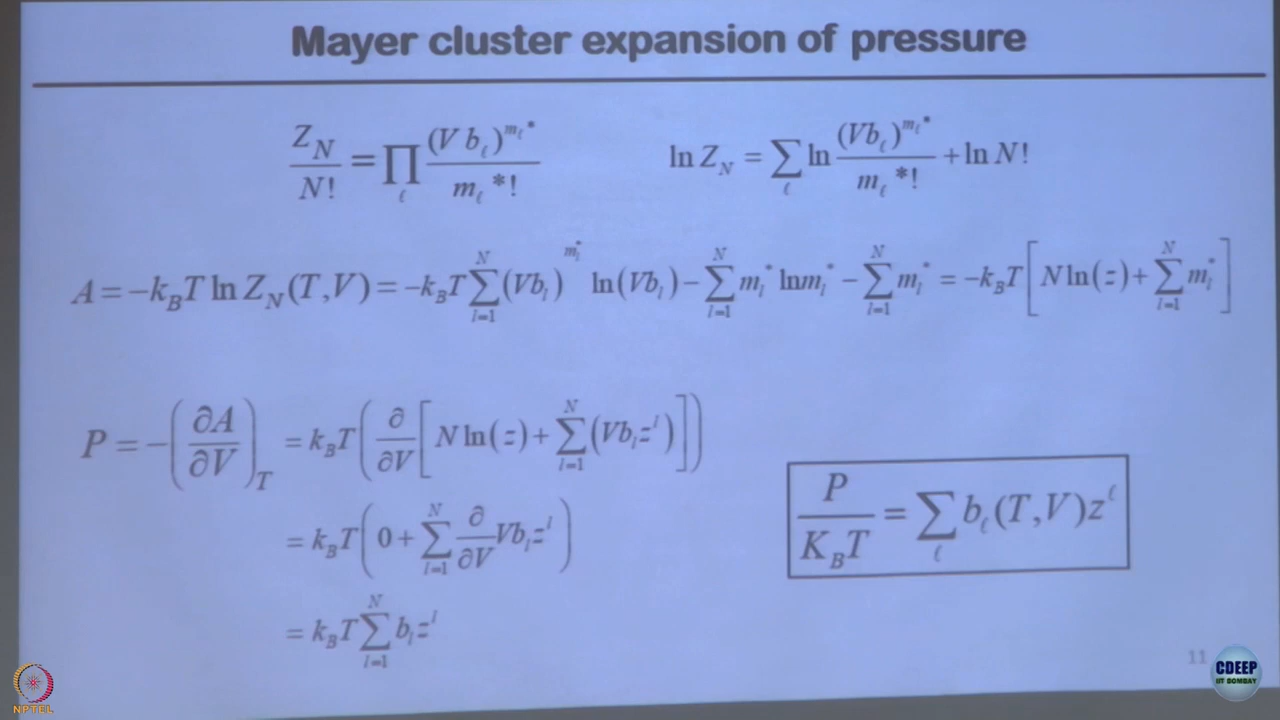 Mayer cluster expansion of pressure
Z_N / N! = ∏_ℓ (V b_ℓ)^{m_ℓ*} / m_ℓ*!    ln Z_N = ∑_ℓ ln (Vb_ℓ)^{m_ℓ*} / m_ℓ*! + ln N!
A = −k_B T ln Z_N (T,V) = −k_B T ∑_{l=1}^{N} (Vb_l)^{m_l^*} ln(Vb_l) − ∑_{l=1}^{N} m_l^* ln m_l^* − ∑_{l=1}^{N} m_l^* = −k_B T [ N ln(z) + ∑_{l=1}^{N} m_l^* ]
P = −(∂A/∂V)_T = k_B T ( ∂/∂V [ N ln(z) + ∑_{l=1}^{N} (Vb_l z^l) ] )
= k_B T ( 0 + ∑_{l=1}^{N} ∂/∂V Vb_l z^l )
= k_B T ∑_{l=1}^{N} b_l z^l
P / K_B T = ∑_ℓ b_ℓ (T,V) z^ℓ
11
CDEEP
IIT BOMBAY
NPTEL